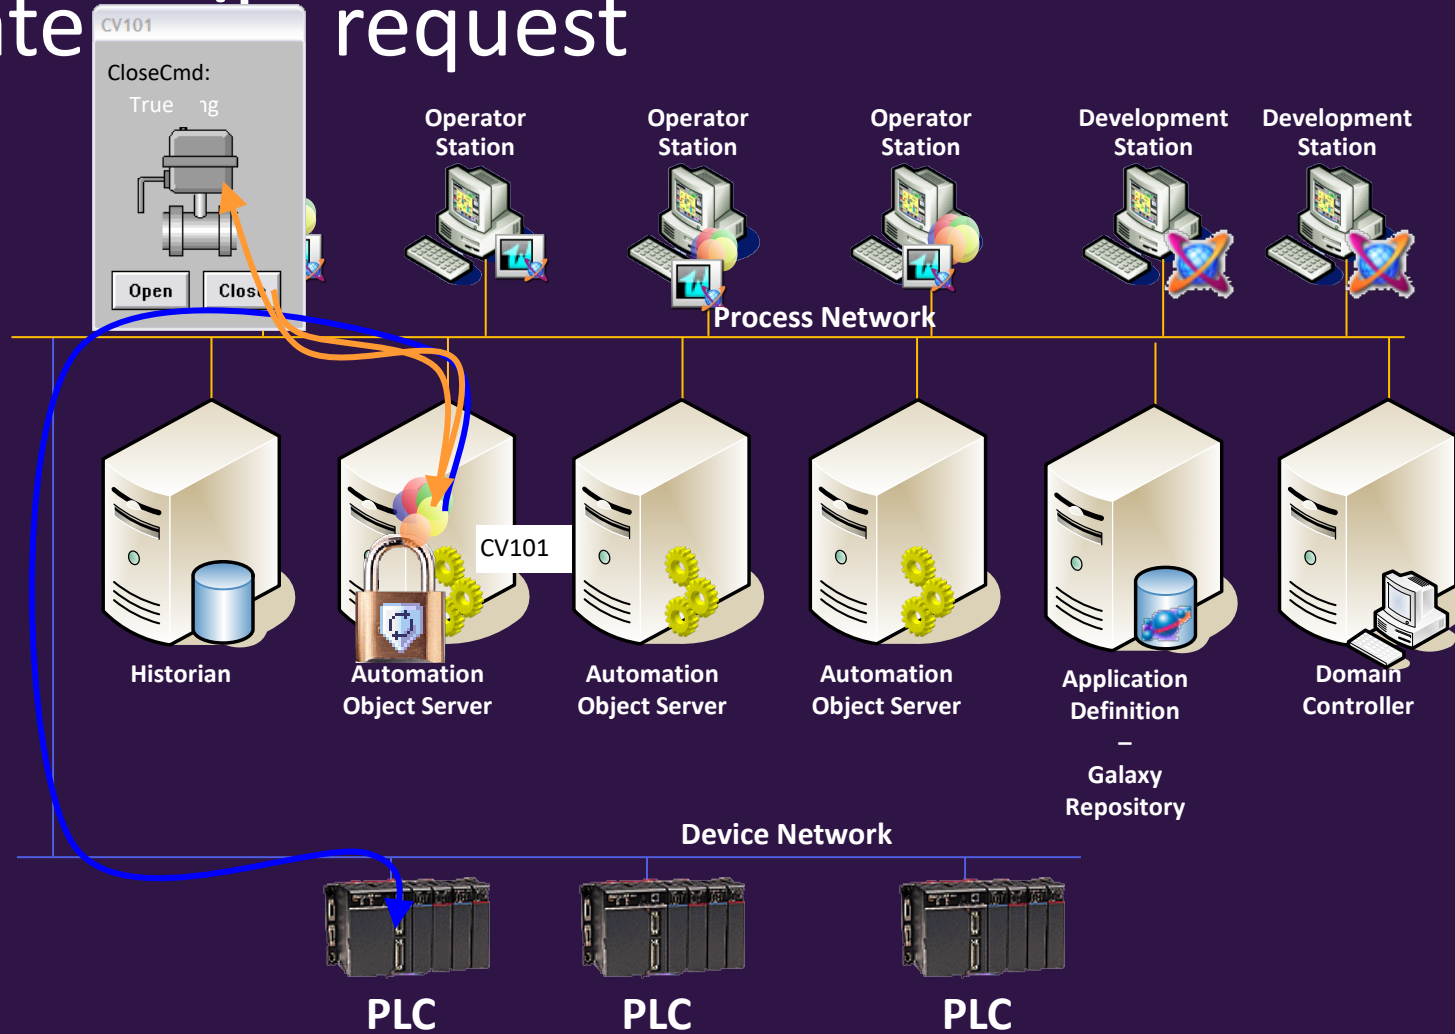 request
CV101
CloseCmd:
True
Open
Close
Operator
Station
Operator
Station
Operator
Station
Development
Station
Development
Station
Process Network
CV101
Historian
Automation
Object Server
Automation
Object Server
Automation
Object Server
Application
Definition
–
Galaxy
Repository
Domain
Controller
Device Network
PLC
PLC
PLC